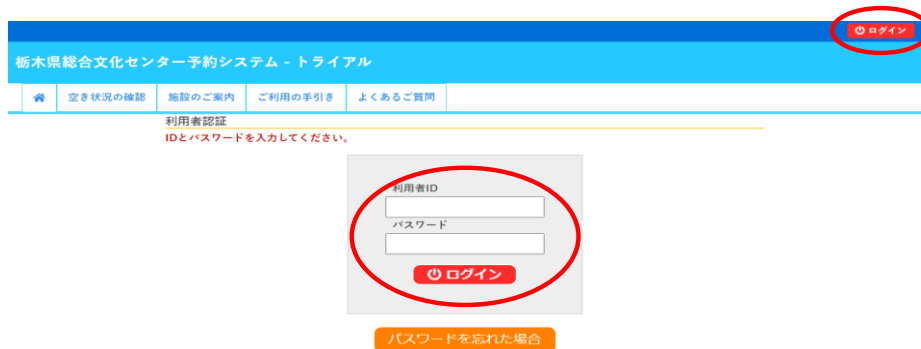 ログイン
栃木県総合文化センター予約システム - トライアル
空き状況の確認 施設のご案内 ご利用の手引き よくあるご質問
利用者認証
IDとパスワードを入力してください。
利用者ID
パスワード
ログイン
パスワードを忘れた場合